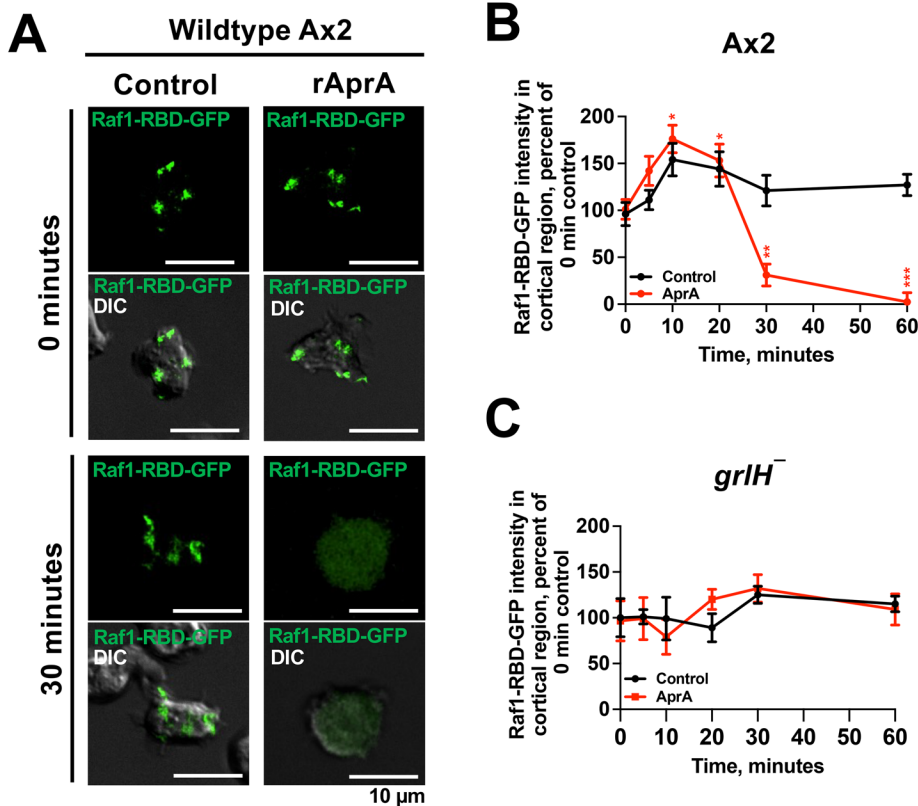 A
Wildtype Ax2
Control
rAprA
0 minutes
Raf1-RBD-GFP
Raf1-RBD-GFP
Raf1-RBD-GFP
DIC
Raf1-RBD-GFP
DIC
30 minutes
Raf1-RBD-GFP
Raf1-RBD-GFP
Raf1-RBD-GFP
DIC
Raf1-RBD-GFP
DIC
10 µm
B
Ax2
Raf1-RBD-GFP intensity in
cortical region, percent of
0 min control
200
150
100
50
0
*
*
**
***
Control
AprA
0 10 20 30 40 50 60
Time, minutes
C
grlH⁻
Raf1-RBD-GFP intensity in
cortical region, percent of
0 min control
200
150
100
50
0
Control
AprA
0 10 20 30 40 50 60
Time, minutes